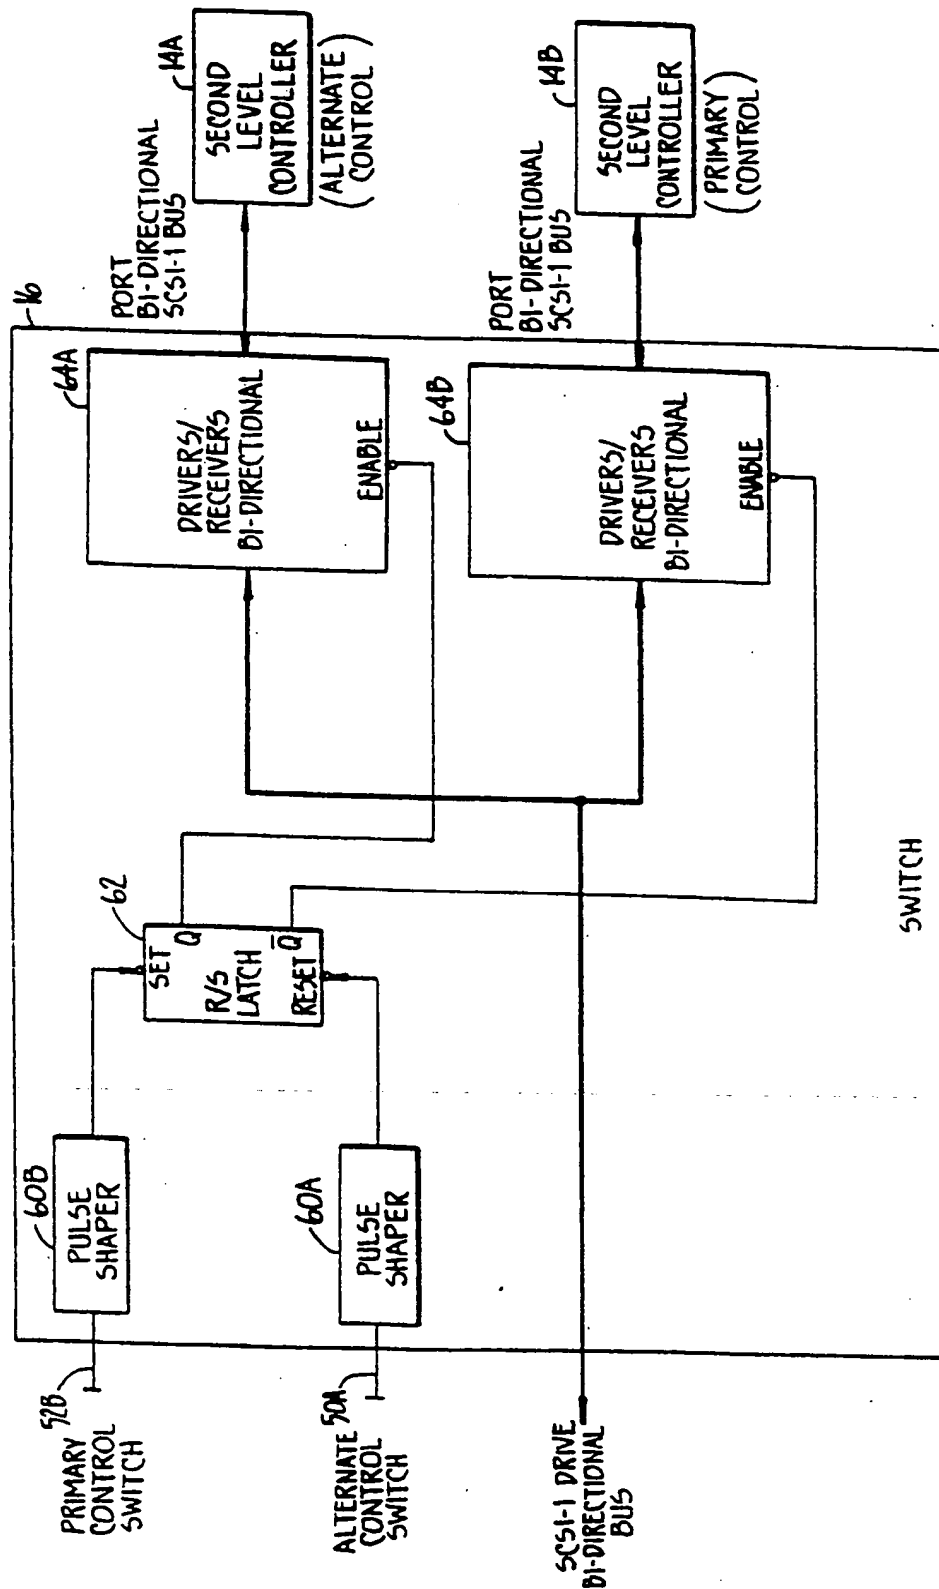 PRIMARY 52B
CONTROL
SWITCH
60B
PULSE
SHAPER
ALTERNATE 50A
CONTROL
SWITCH
60A
PULSE
SHAPER
62
SET
Q
R/S
LATCH
RESET
Q̅
16
64A
DRIVERS/
RECEIVERS
BI-DIRECTIONAL
ENABLE
64B
DRIVERS/
RECEIVERS
BI-DIRECTIONAL
ENABLE
PORT
BI-DIRECTIONAL
SCSI-1 BUS
14A
SECOND
LEVEL
CONTROLLER
(ALTERNATE
CONTROL)
PORT
BI-DIRECTIONAL
SCSI-1 BUS
14B
SECOND
LEVEL
CONTROLLER
(PRIMARY
CONTROL)
SCSI-1 DRIVE
BI-DIRECTIONAL
BUS
SWITCH